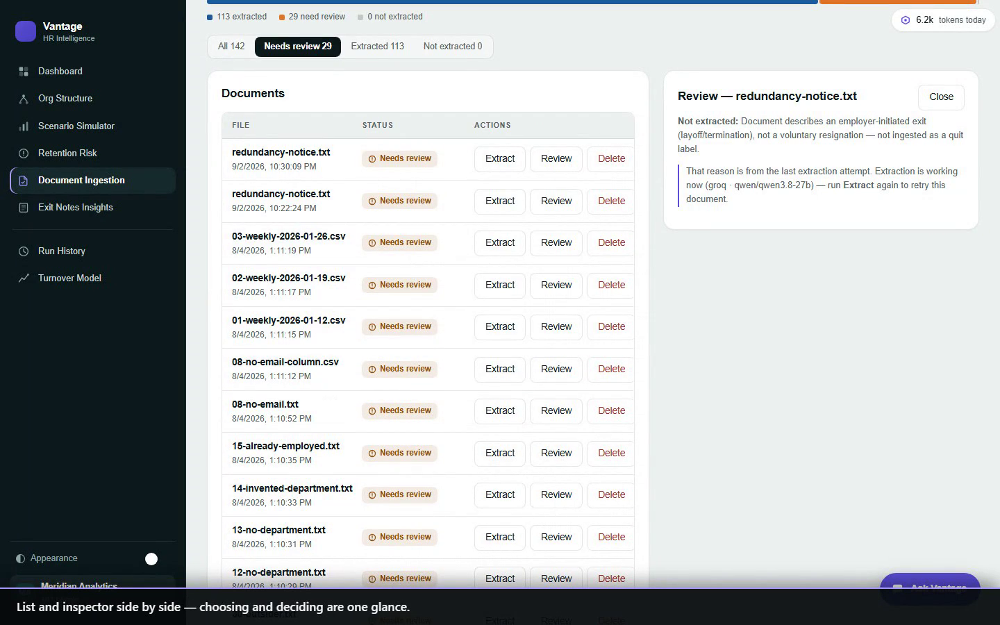 Vantage
HR Intelligence
Dashboard
Org Structure
Scenario Simulator
Retention Risk
Document Ingestion
Exit Notes Insights
Run History
Turnover Model
Appearance
Meridian Analytics
113 extracted
29 need review
0 not extracted
6.2k tokens today
All 142
Needs review 29
Extracted 113
Not extracted 0
Documents
FILE STATUS ACTIONS
redundancy-notice.txt
9/2/2026, 10:30:09 PM
Needs review
Extract Review Delete
redundancy-notice.txt
9/2/2026, 10:22:24 PM
Needs review
Extract Review Delete
03-weekly-2026-01-26.csv
8/4/2026, 1:11:19 PM
Needs review
Extract Review Delete
02-weekly-2026-01-19.csv
8/4/2026, 1:11:17 PM
Needs review
Extract Review Delete
01-weekly-2026-01-12.csv
8/4/2026, 1:11:15 PM
Needs review
Extract Review Delete
08-no-email-column.csv
8/4/2026, 1:11:12 PM
Needs review
Extract Review Delete
08-no-email.txt
8/4/2026, 1:10:52 PM
Needs review
Extract Review Delete
15-already-employed.txt
8/4/2026, 1:10:35 PM
Needs review
Extract Review Delete
14-invented-department.txt
8/4/2026, 1:10:33 PM
Needs review
Extract Review Delete
13-no-department.txt
8/4/2026, 1:10:31 PM
Needs review
Extract Review Delete
12-no-department.txt
8/4/2026, 1:10:29 PM
Needs review
Extract Review Delete
Review — redundancy-notice.txt
Close
Not extracted: Document describes an employer-initiated exit
(layoff/termination), not a voluntary resignation — not ingested as a quit
label.
That reason is from the last extraction attempt. Extraction is working
now (groq · qwen/qwen3.8-27b) — run Extract again to retry this
document.
Ask Vantage
List and inspector side by side — choosing and deciding are one glance.